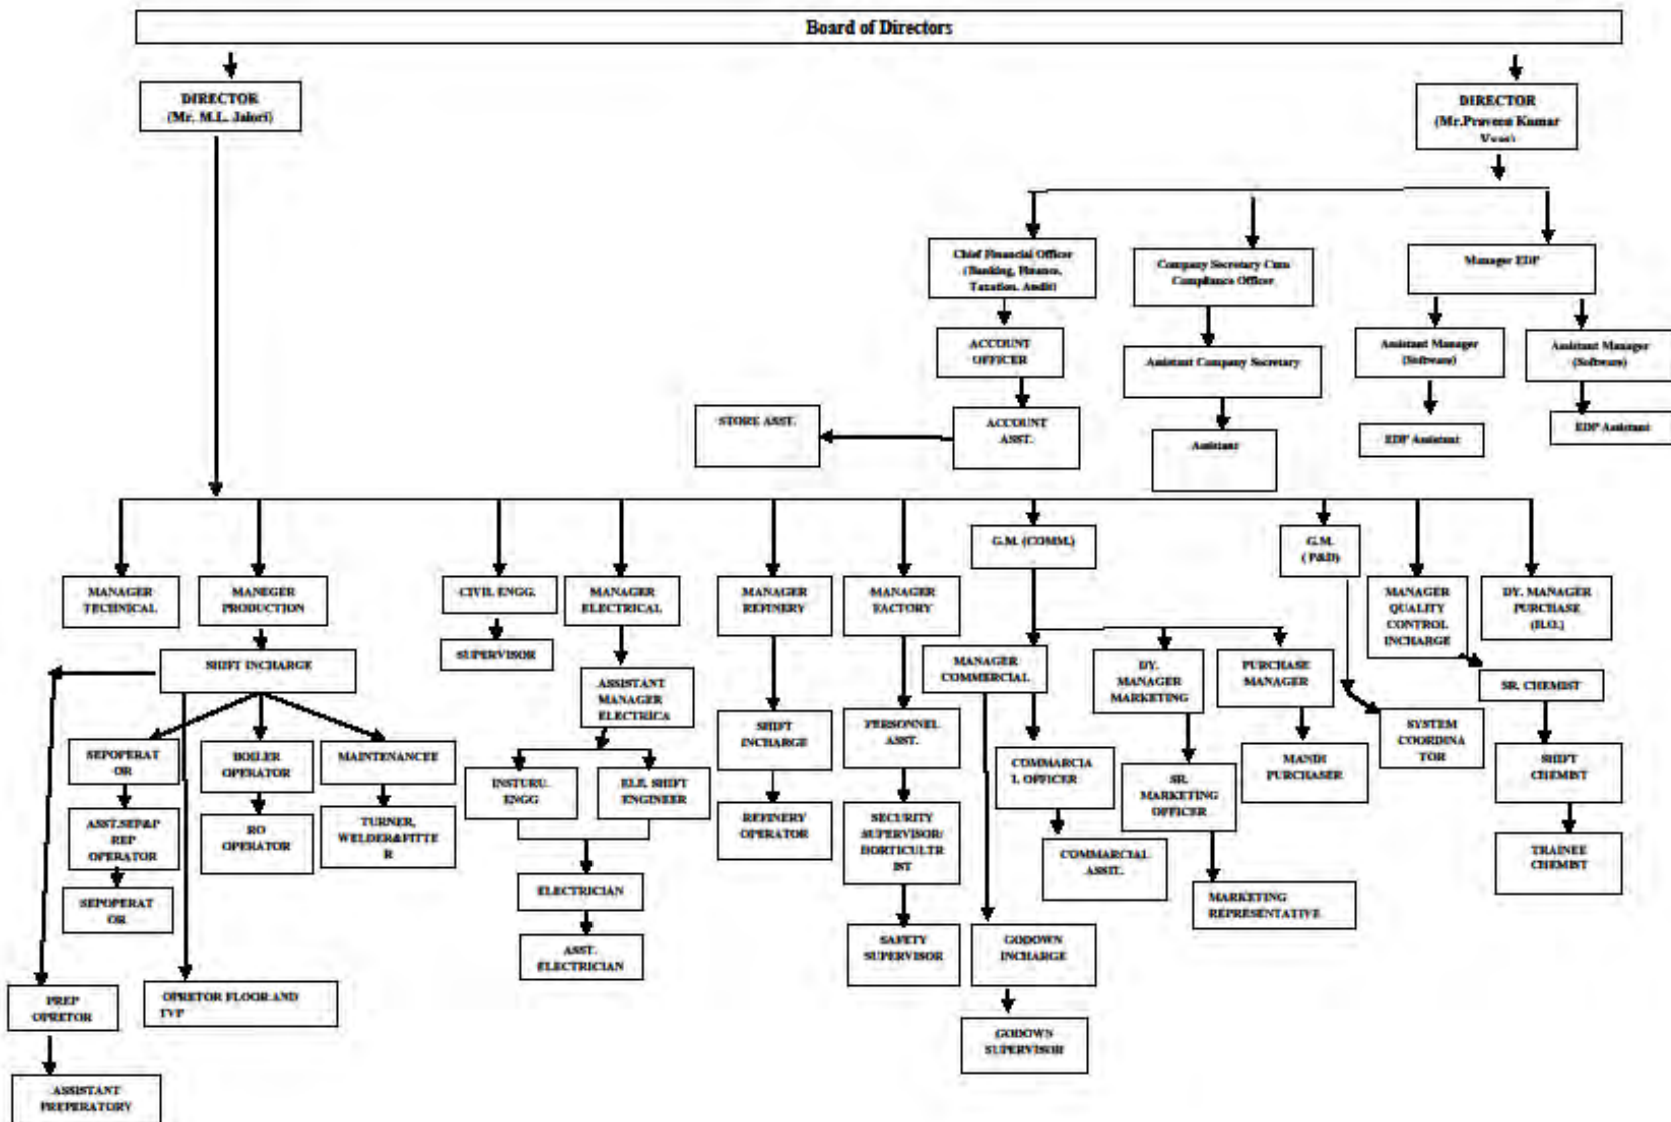 Board of Directors
DIRECTOR
(Mr. M.L. Jalori)
DIRECTOR
(Mr.Praveen Kumar
Chief Financial Officer
(Banking, Finance,
Taxation, Audit)
Company Secretary Cum
Compliance Officer
Manager EDP
ACCOUNT
OFFICER
Assistant Company Secretary
Assistant Manager
(Software)
Assistant Manager
(Software)
STORE ASST.
ACCOUNT
ASST.
Assistant
EDP Assistant
EDP Assistant
G.M. (COMM.)
G.M.
( P&D)
MANAGER
TECHNICAL
MANEGER
PRODUCTION
CIVIL ENGG.
MANAGER
ELECTRICAL
MANAGER
REFINERY
MANAGER
FACTORY
MANAGER
QUALITY
CONTROL
INCHARGE
DY. MANAGER
PURCHASE
(H.O.)
SHIFT INCHARGE
SUPERVISOR
ASSISTANT
MANAGER
ELECTRICA
MANAGER
COMMERCIAL
DY.
MANAGER
MARKETING
PURCHASE
MANAGER
SR. CHEMIST
SEPOPERAT
OR
BOILER
OPERATOR
MAINTENANCEE
SHIFT
INCHARGE
PERSONNEL
ASST.
SYSTEM
COORDINA
TOR
INSTURU.
ENGG
ELE. SHIFT
ENGINEER
COMMARCIA
L OFFICER
SR.
MARKETING
OFFICER
MANDI
PURCHASER
SHIFT
CHEMIST
ASST.SEP&P
REP
OPERATOR
RO
OPERATOR
TURNER,
WELDER&FITTE
R
REFINERY
OPERATOR
SECURITY
SUPERVISOR/
HORTICULTR
IST
COMMARCIAL
ASSIT.
TRAINEE
CHEMIST
SEPOPERAT
OR
ELECTRICIAN
MARKETING
REPRESENTATIVE
ASST.
ELECTRICIAN
SAFETY
SUPERVISOR
GODOWN
INCHARGE
PREP
OPRETOR
OPRETOR FLOOR AND
GODOWN
SUPERVISOR
ASSISTANT
PREPERATORY